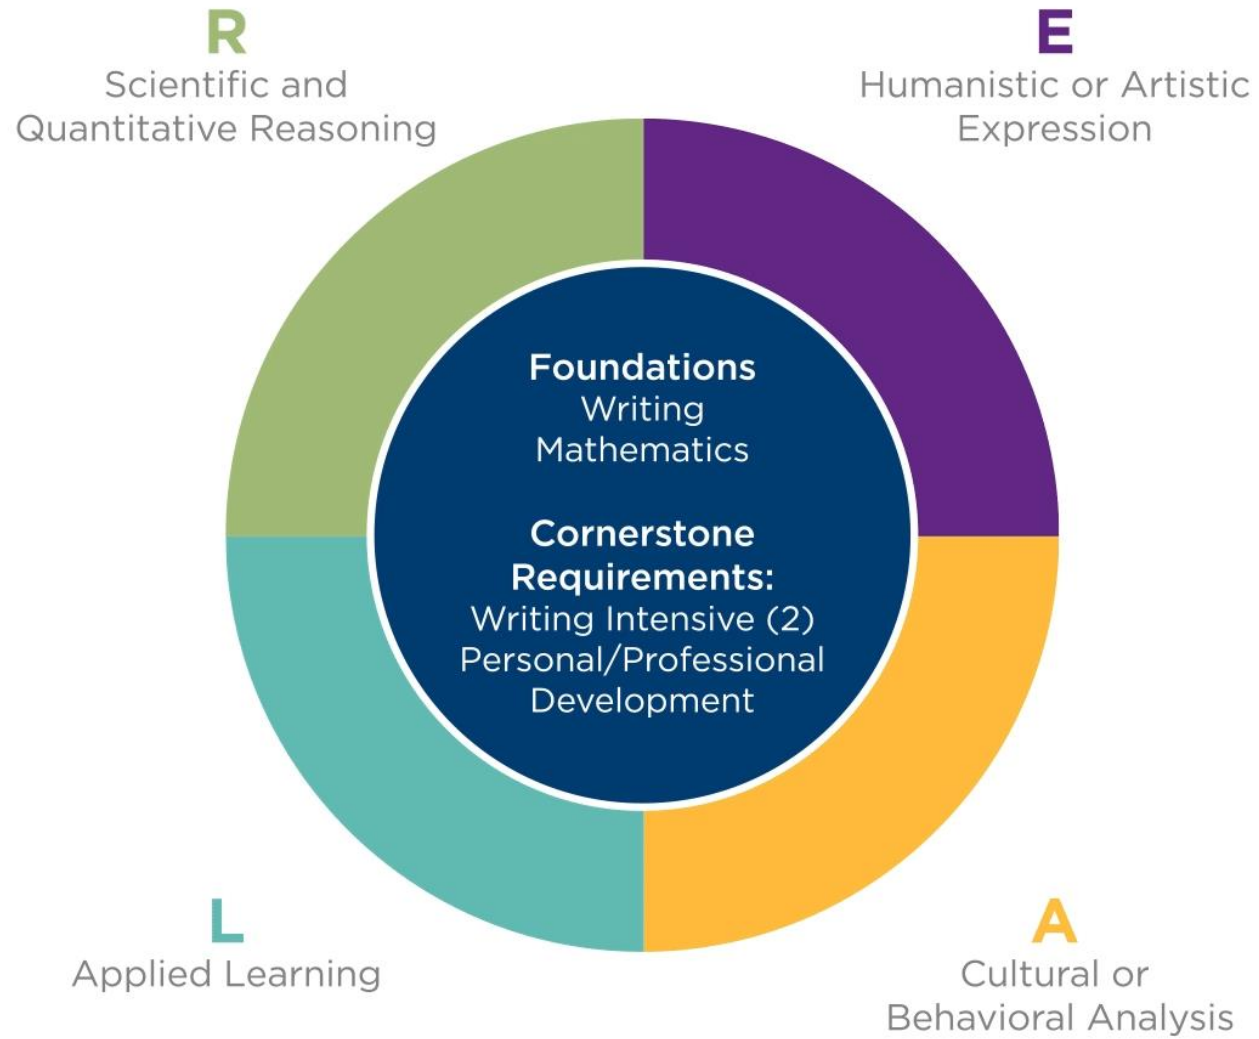 R
Scientific and
Quantitative Reasoning
E
Humanistic or Artistic
Expression
Foundations
Writing
Mathematics
Cornerstone
Requirements:
Writing Intensive (2)
Personal/Professional
Development
L
Applied Learning
A
Cultural or
Behavioral Analysis